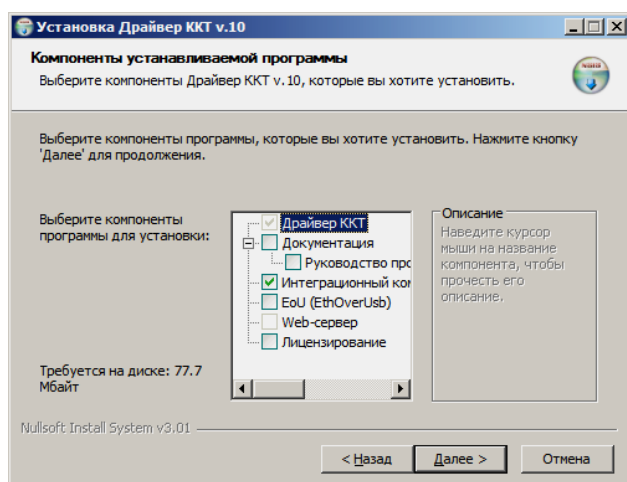 Установка Драйвер ККТ v.10
Компоненты устанавливаемой программы
Выберите компоненты Драйвер ККТ v.10, которые вы хотите установить.
Выберите компоненты программы, которые вы хотите установить. Нажмите кнопку
'Далее' для продолжения.
Выберите компоненты
программы для установки:
Драйвер ККТ
Документация
Руководство прс
Интеграционный ком
EoU (EthOverUsb)
Web-сервер
Лицензирование
Описание
Наведите курсор
мыши на название
компонента, чтобы
прочесть его
описание.
Требуется на диске: 77.7
Мбайт
Nullsoft Install System v3.01
< Назад
Далее >
Отмена